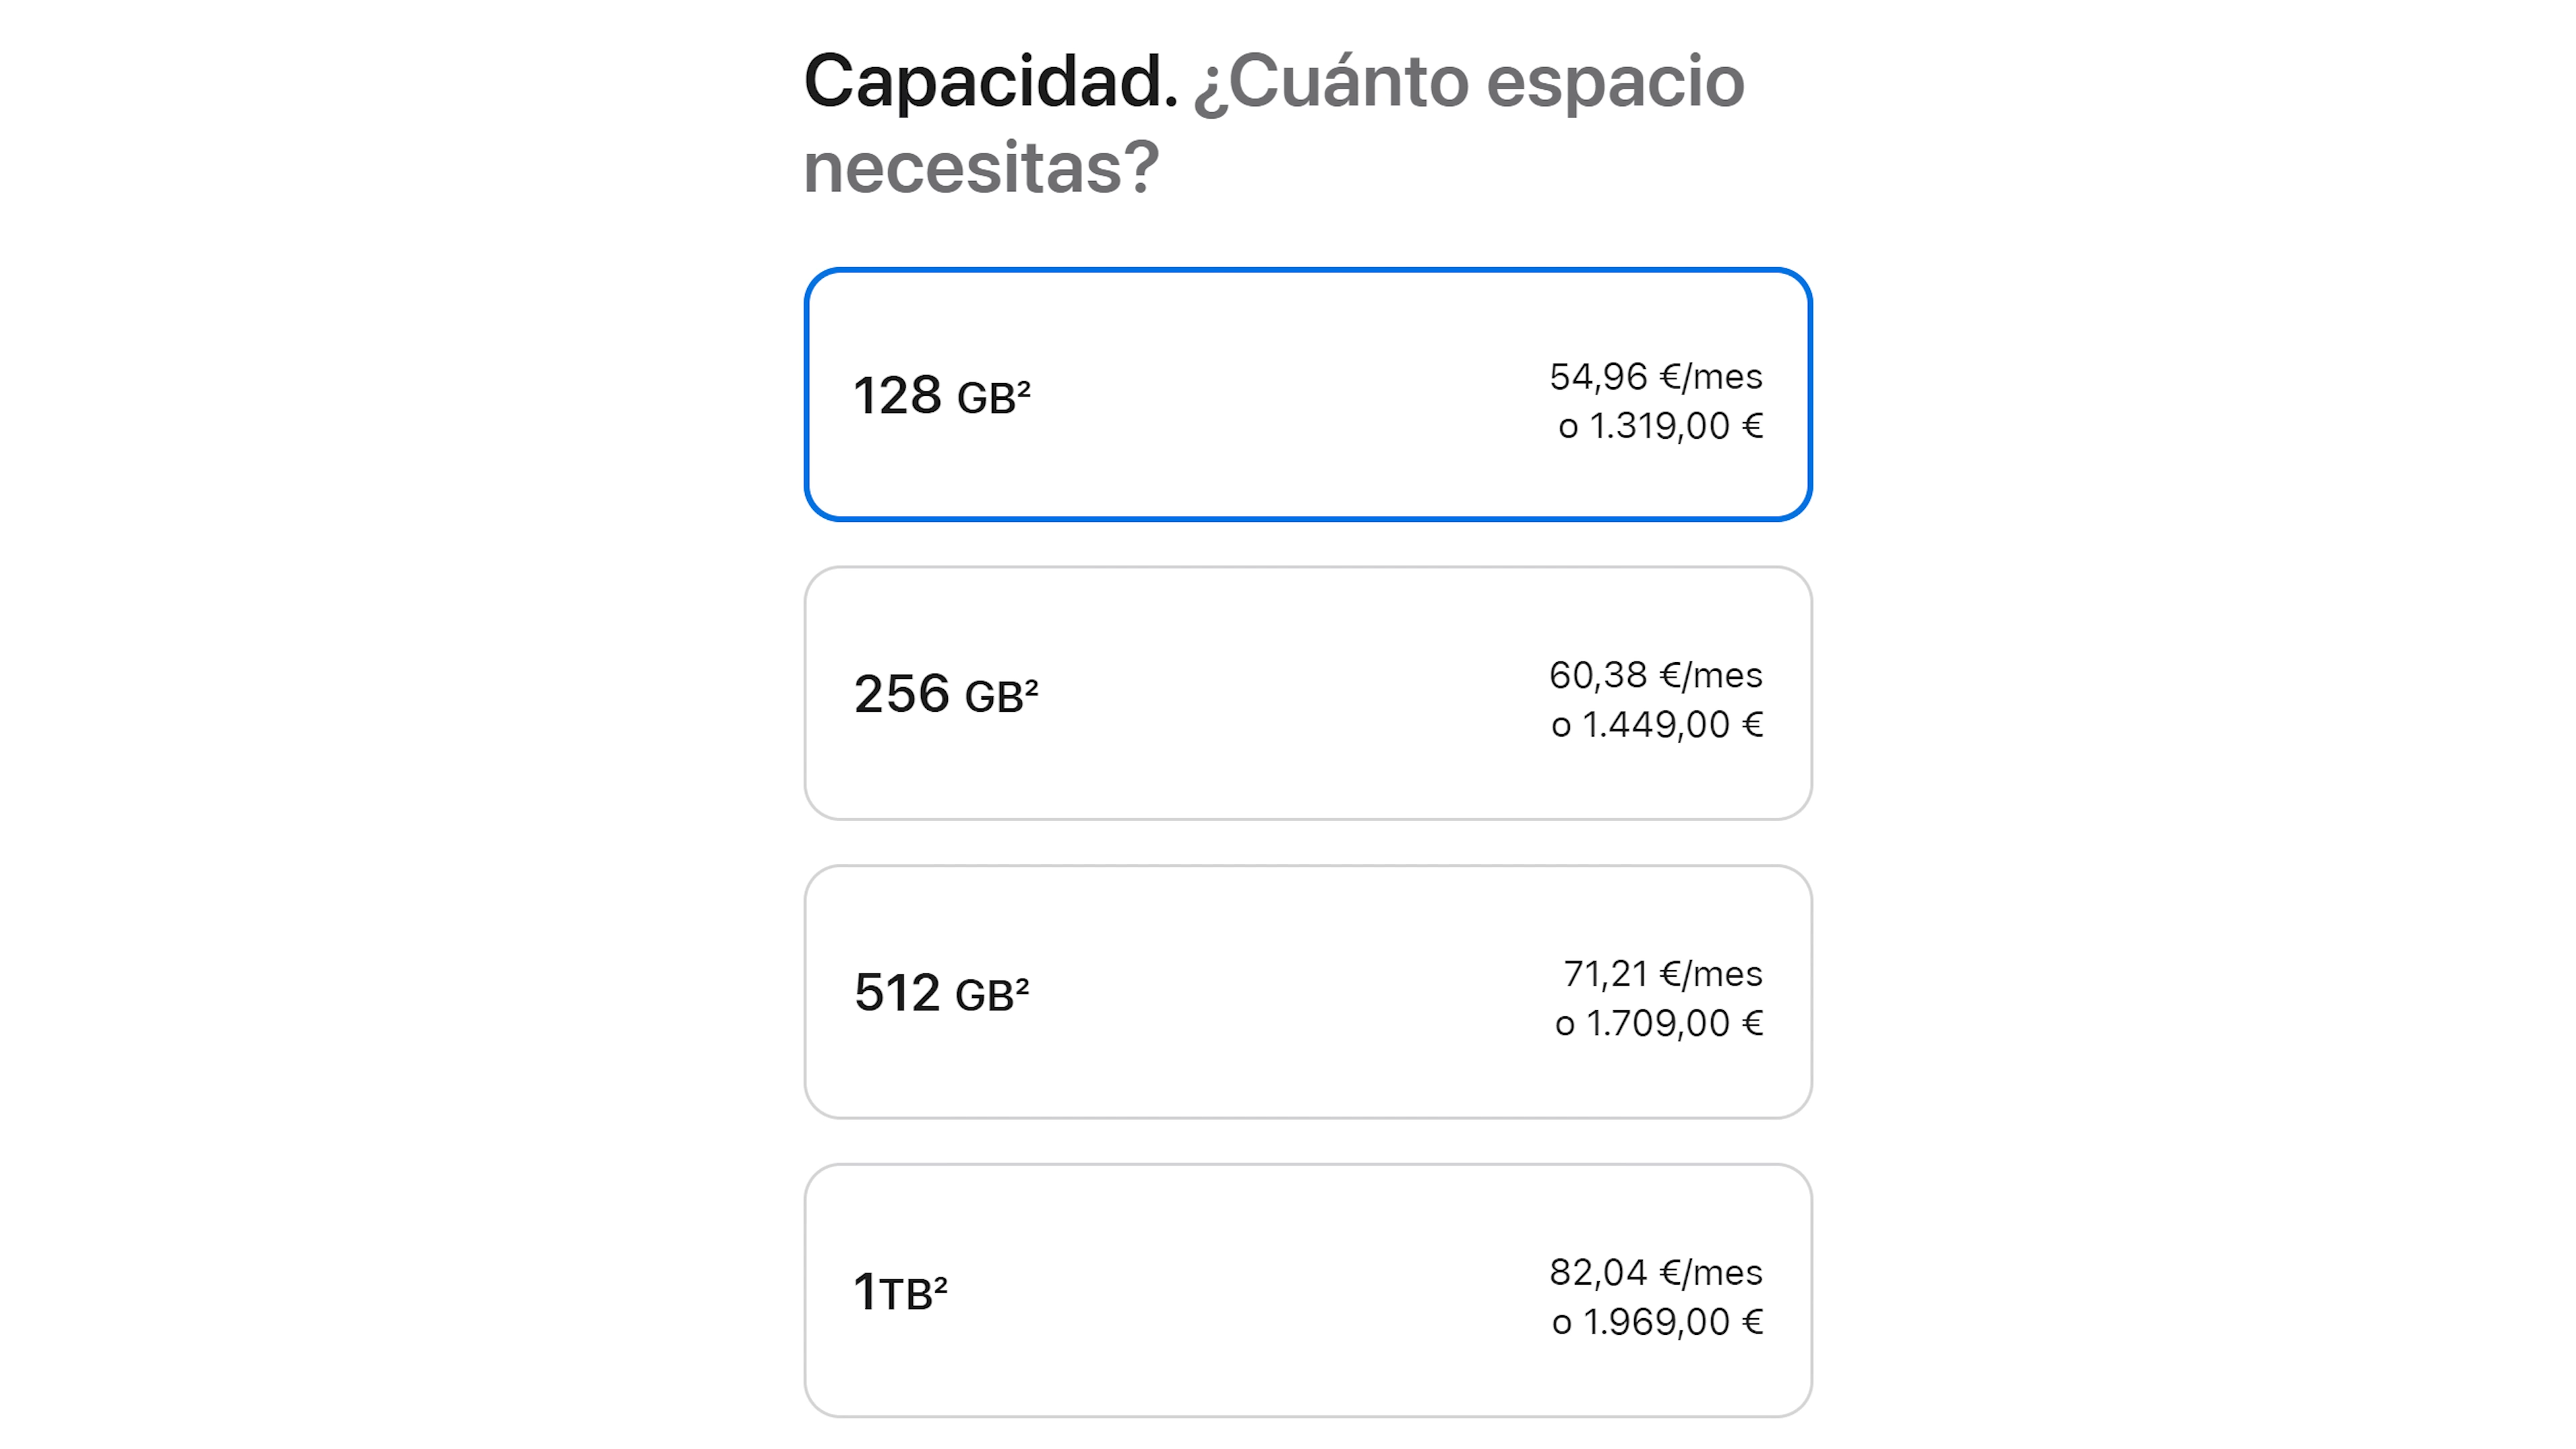 Capacidad. ¿Cuánto espacio
necesitas?
128 GB²
54,96 €/mes
o 1.319,00 €
256 GB²
60,38 €/mes
o 1.449,00 €
512 GB²
71,21 €/mes
o 1.709,00 €
1TB²
82,04 €/mes
o 1.969,00 €